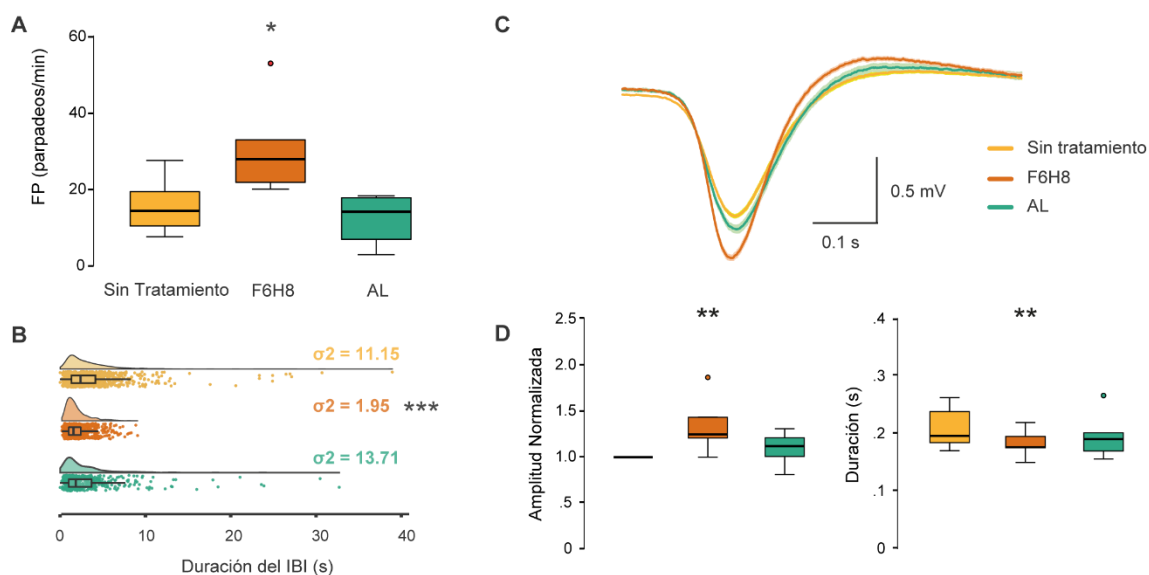 A
FP (parpadeos/min)
60
40
20
0
*
Sin Tratamiento
F6H8
AL
B
σ2 = 11.15
σ2 = 1.95
***
σ2 = 13.71
0
10
20
30
40
Duración del IBI (s)
C
Sin tratamiento
F6H8
AL
0.5 mV
0.1 s
D
Amplitud Normalizada
2.5
2.0
1.5
1.0
.5
0
**
Duración (s)
.4
.3
.2
.1
0
**